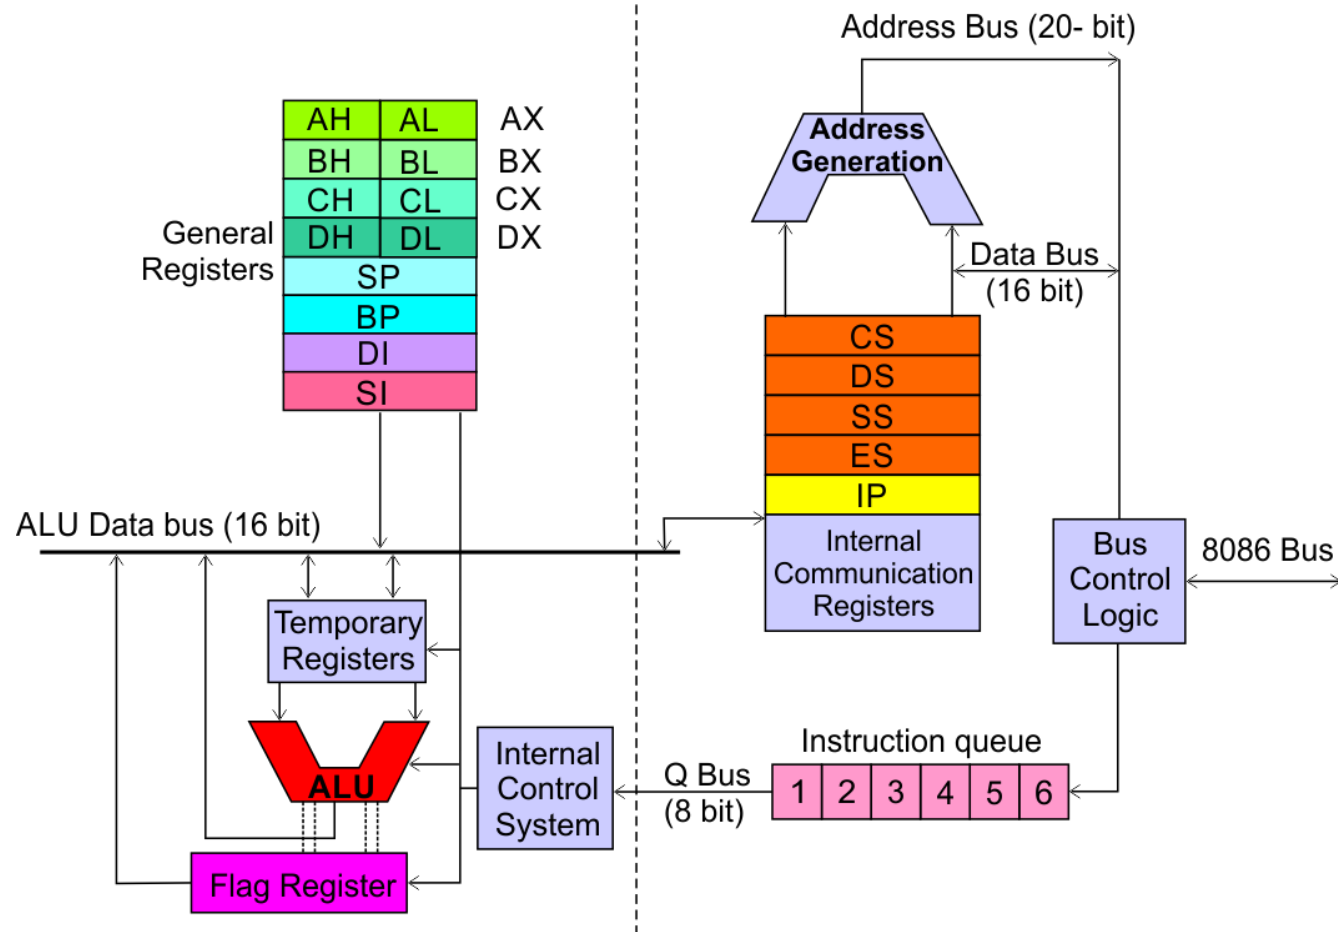 Address Bus (20- bit)
AH AL AX
BH BL BX
CH CL CX
DH DL DX
General
Registers
SP
BP
DI
SI
Address
Generation
Data Bus
(16 bit)
CS
DS
SS
ES
IP
Internal
Communication
Registers
ALU Data bus (16 bit)
Bus
Control
Logic
8086 Bus
Temporary
Registers
ALU
Internal
Control
System
Q Bus
(8 bit)
Instruction queue
1 2 3 4 5 6
Flag Register